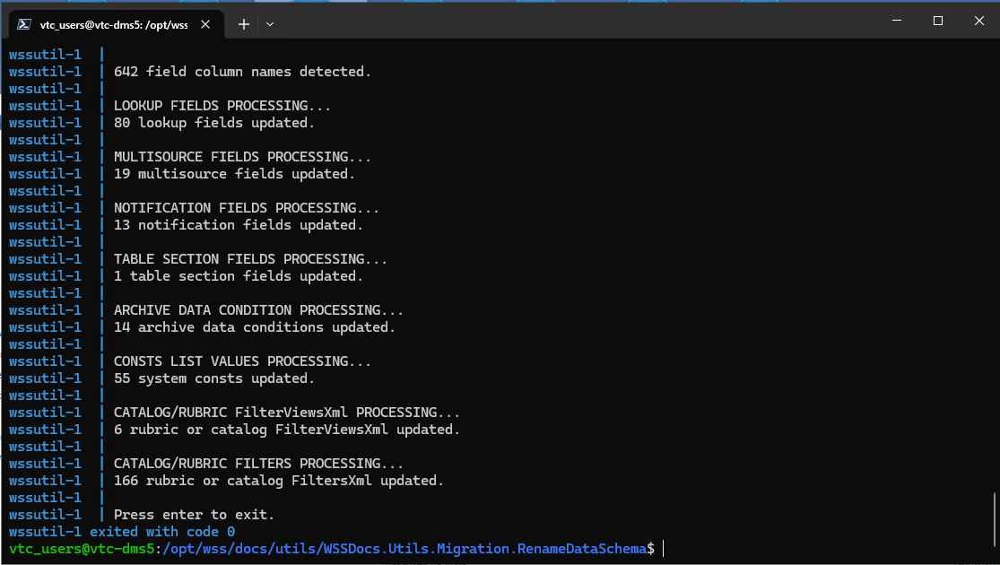 vtc_users@vtc-dms5: /opt/wss
wssutil-1  |
wssutil-1  | 642 field column names detected.
wssutil-1  |
wssutil-1  | LOOKUP FIELDS PROCESSING...
wssutil-1  | 80 lookup fields updated.
wssutil-1  |
wssutil-1  | MULTISOURCE FIELDS PROCESSING...
wssutil-1  | 19 multisource fields updated.
wssutil-1  |
wssutil-1  | NOTIFICATION FIELDS PROCESSING...
wssutil-1  | 13 notification fields updated.
wssutil-1  |
wssutil-1  | TABLE SECTION FIELDS PROCESSING...
wssutil-1  | 1 table section fields updated.
wssutil-1  |
wssutil-1  | ARCHIVE DATA CONDITION PROCESSING...
wssutil-1  | 14 archive data conditions updated.
wssutil-1  |
wssutil-1  | CONSTS LIST VALUES PROCESSING...
wssutil-1  | 55 system consts updated.
wssutil-1  |
wssutil-1  | CATALOG/RUBRIC FilterViewsXml PROCESSING...
wssutil-1  | 6 rubric or catalog FilterViewsXml updated.
wssutil-1  |
wssutil-1  | CATALOG/RUBRIC FILTERS PROCESSING...
wssutil-1  | 166 rubric or catalog FiltersXml updated.
wssutil-1  |
wssutil-1  | Press enter to exit.
wssutil-1 exited with code 0
vtc_users@vtc-dms5:/opt/wss/docs/utils/WSSDocs.Utils.Migration.RenameDataSchema$